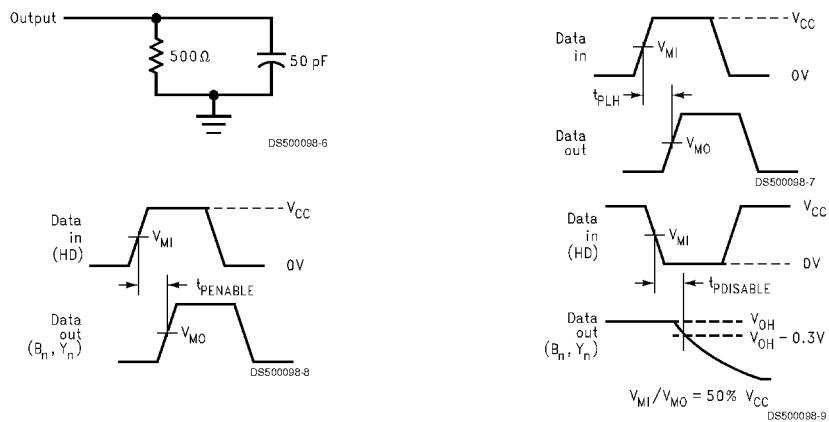 Output
500Ω
50 pF
DS500098-6
Data
in
V_MI
V_CC
0V
t_PLH
Data
out
V_MO
DS500098-7
Data
in
(HD)
V_MI
V_CC
0V
t_PENABLE
Data
out
(B_n, Y_n)
V_MO
DS500098-8
Data
in
(HD)
V_MI
V_CC
0V
t_PDISABLE
Data
out
(B_n, Y_n)
V_OH
V_OH − 0.3V
V_MI/V_MO = 50% V_CC
DS500098-9